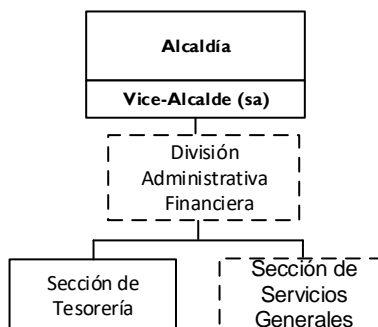 Alcaldía
Vice-Alcalde (sa)
División
Administrativa
Financiera
Sección de
Tesorería
Sección de
Servicios
Generales